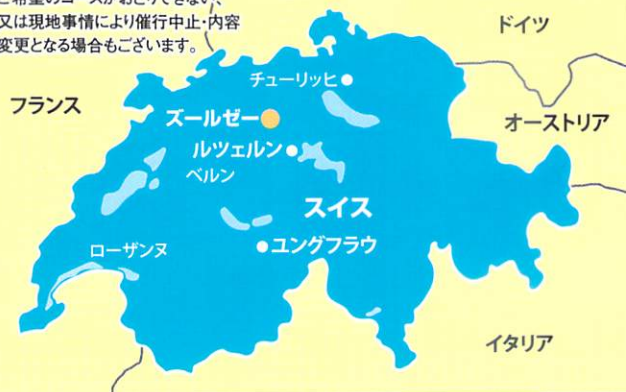 又は現地事情により催行中止・内容
変更となる場合もございます。
ドイツ
チューリッヒ
フランス
ズールゼー
オーストリア
ルツェルン
ベルン
スイス
ローザンヌ
ユングフラウ
イタリア